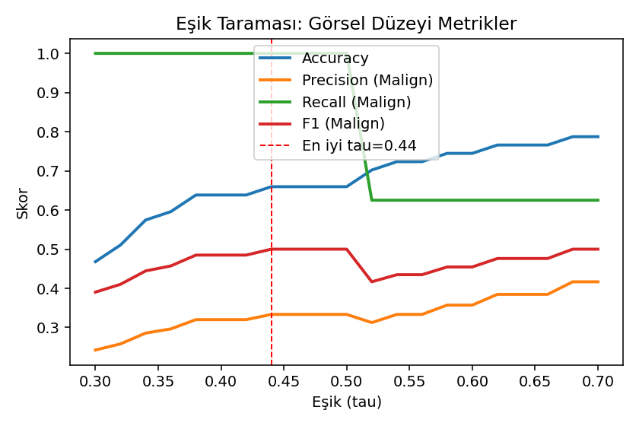 Eşik Taraması: Görsel Düzeyi Metrikler
Accuracy
Precision (Malign)
Recall (Malign)
F1 (Malign)
En iyi tau=0.44
Skor
1.0
0.9
0.8
0.7
0.6
0.5
0.4
0.3
0.30 0.35 0.40 0.45 0.50 0.55 0.60 0.65 0.70
Eşik (tau)